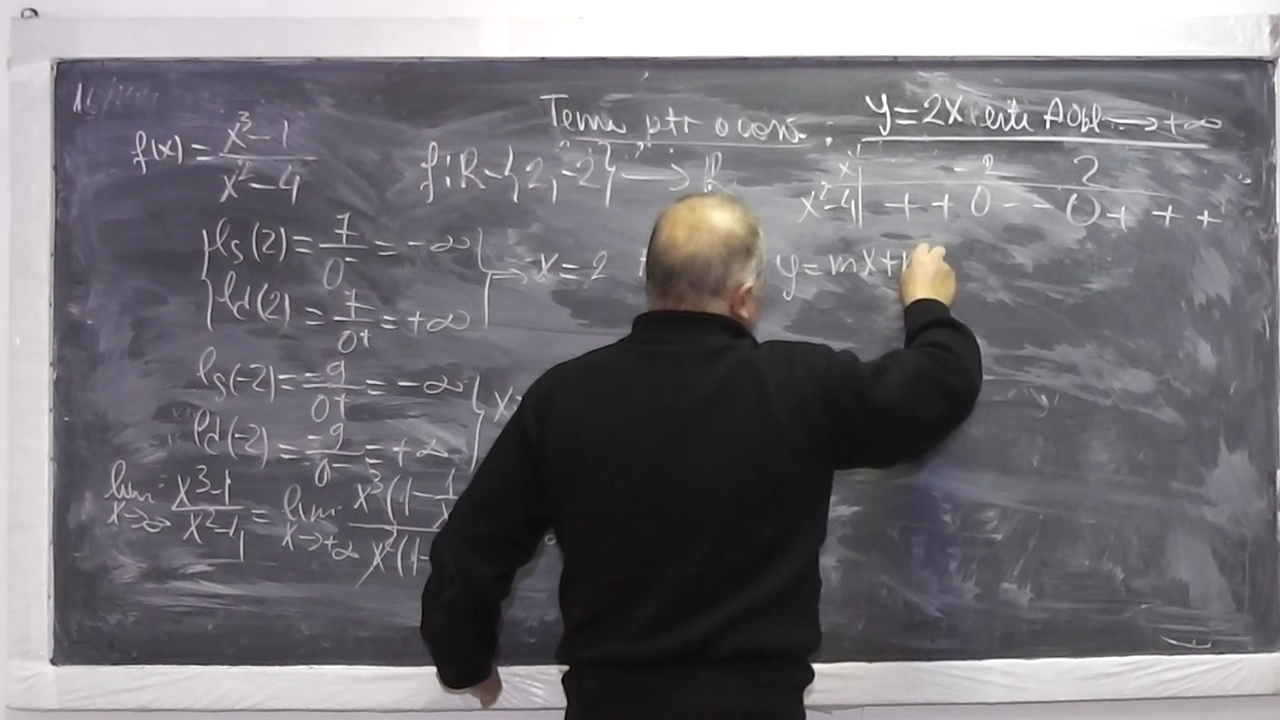 Temă ptr acasă: y=2x este A Obl → +∞
f(x) = x³-1 / x²-4
f: R-{2,-2} → R
x | -2 2
x²-4 | + + 0 - - 0 + + +
ls(2) = 7/0⁻ = -∞
ld(2) = 7/0⁺ = +∞
→ x=2
y=mx+
ls(-2) = -9/0⁺ = -∞
ld(-2) = -9/0⁻ = +∞
x=
lim x→∞ x³-1 / x²-4 = lim x→+∞ x³(1-1/x / x²(1-